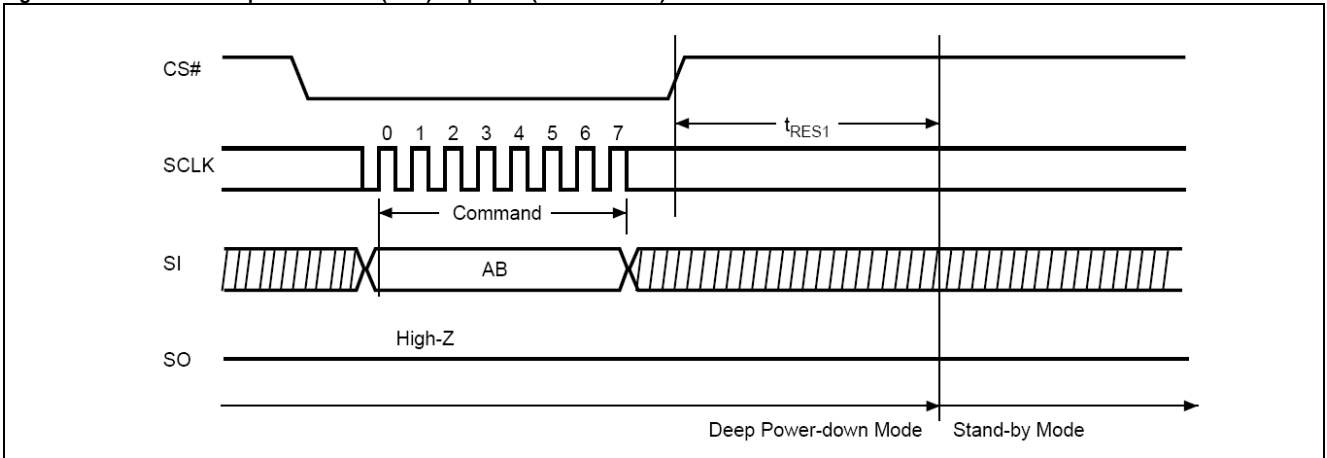 CS#
tRES1
0 1 2 3 4 5 6 7
SCLK
Command
SI
AB
High-Z
SO
Deep Power-down Mode Stand-by Mode